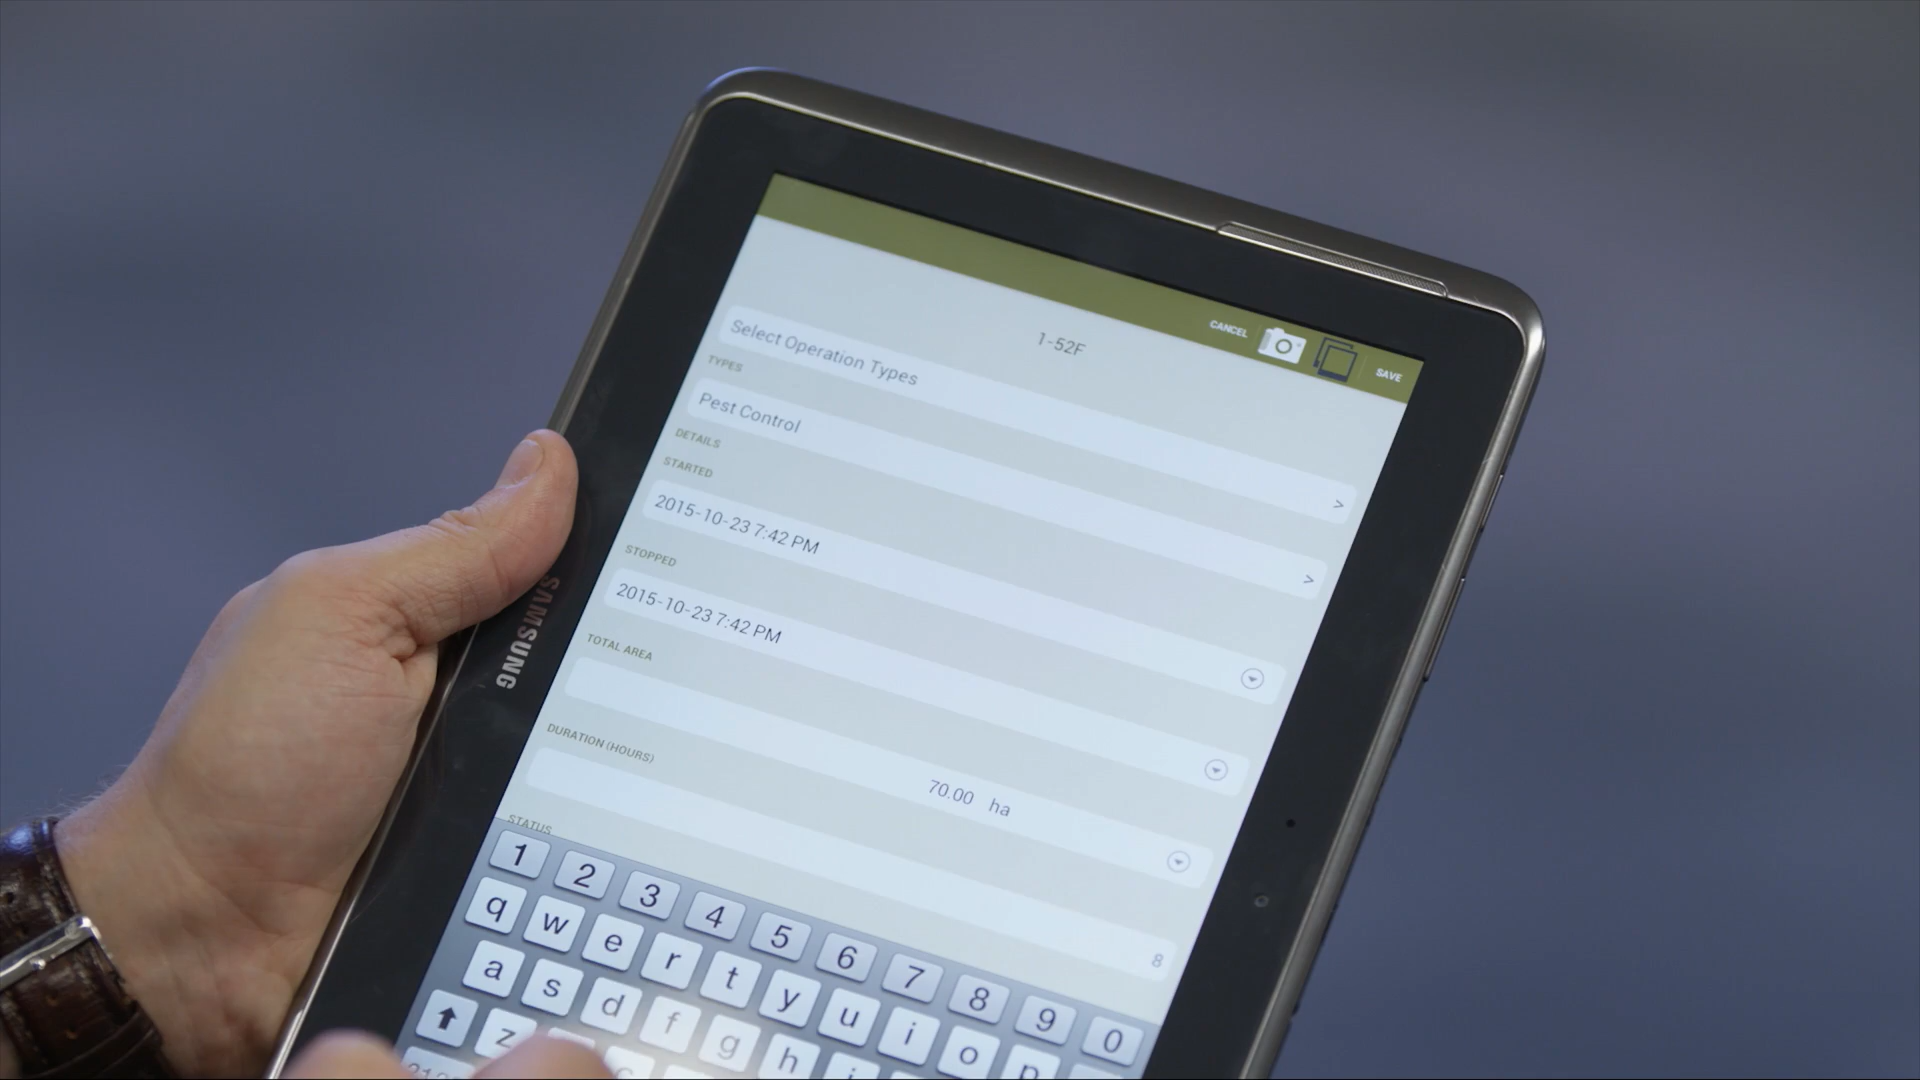 CANCEL SAVE
1-52F
Select Operation Types >
TYPES
Pest Control >
DETAILS
STARTED
2015-10-23 7:42 PM
STOPPED
2015-10-23 7:42 PM
TOTAL AREA
70.00 ha
DURATION (HOURS)
8
STATUS
1 2 3 4 5 6 7 8 9 0
q w e r t y u i o p
a s d f g h
z c
SAMSUNG